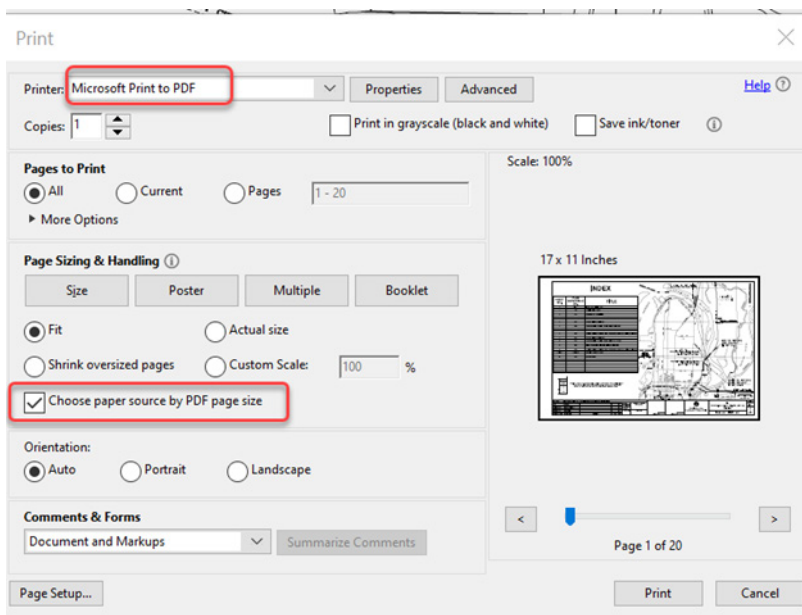 Print
Printer: Microsoft Print to PDF Properties Advanced Help
Copies: 1 Print in grayscale (black and white) Save ink/toner
Pages to Print
All Current Pages 1 - 20
More Options
Page Sizing & Handling
Size Poster Multiple Booklet
Fit Actual size
Shrink oversized pages Custom Scale: 100 %
Choose paper source by PDF page size
Orientation:
Auto Portrait Landscape
Comments & Forms
Document and Markups Summarize Comments
Scale: 100%
17 x 11 Inches
INDEX
< >
Page 1 of 20
Page Setup... Print Cancel